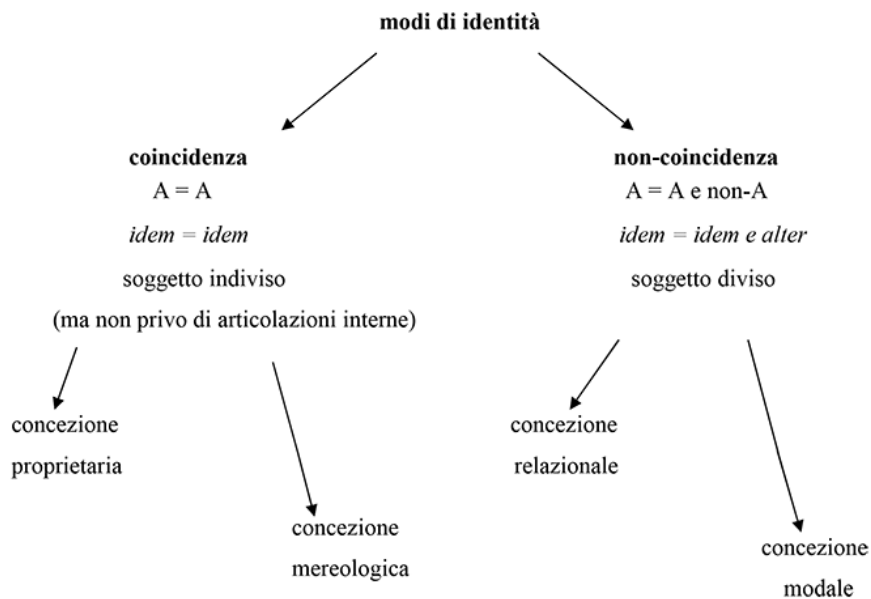 modi di identità
coincidenza
A = A
idem = idem
soggetto indiviso
(ma non privo di articolazioni interne)
non-coincidenza
A = A e non-A
idem = idem e alter
soggetto diviso
concezione
proprietaria
concezione
mereologica
concezione
relazionale
concezione
modale